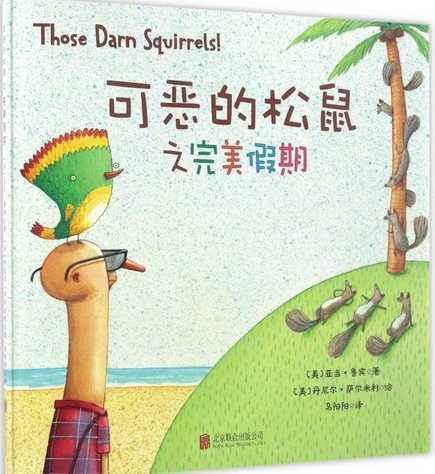 Those Darn Squirrels!
可恶的松鼠
之完美假期
（美）亚当·鲁宾◎著
（美）丹尼尔·萨尔米利◎绘
马阳阳◎译
北京联合出版公司